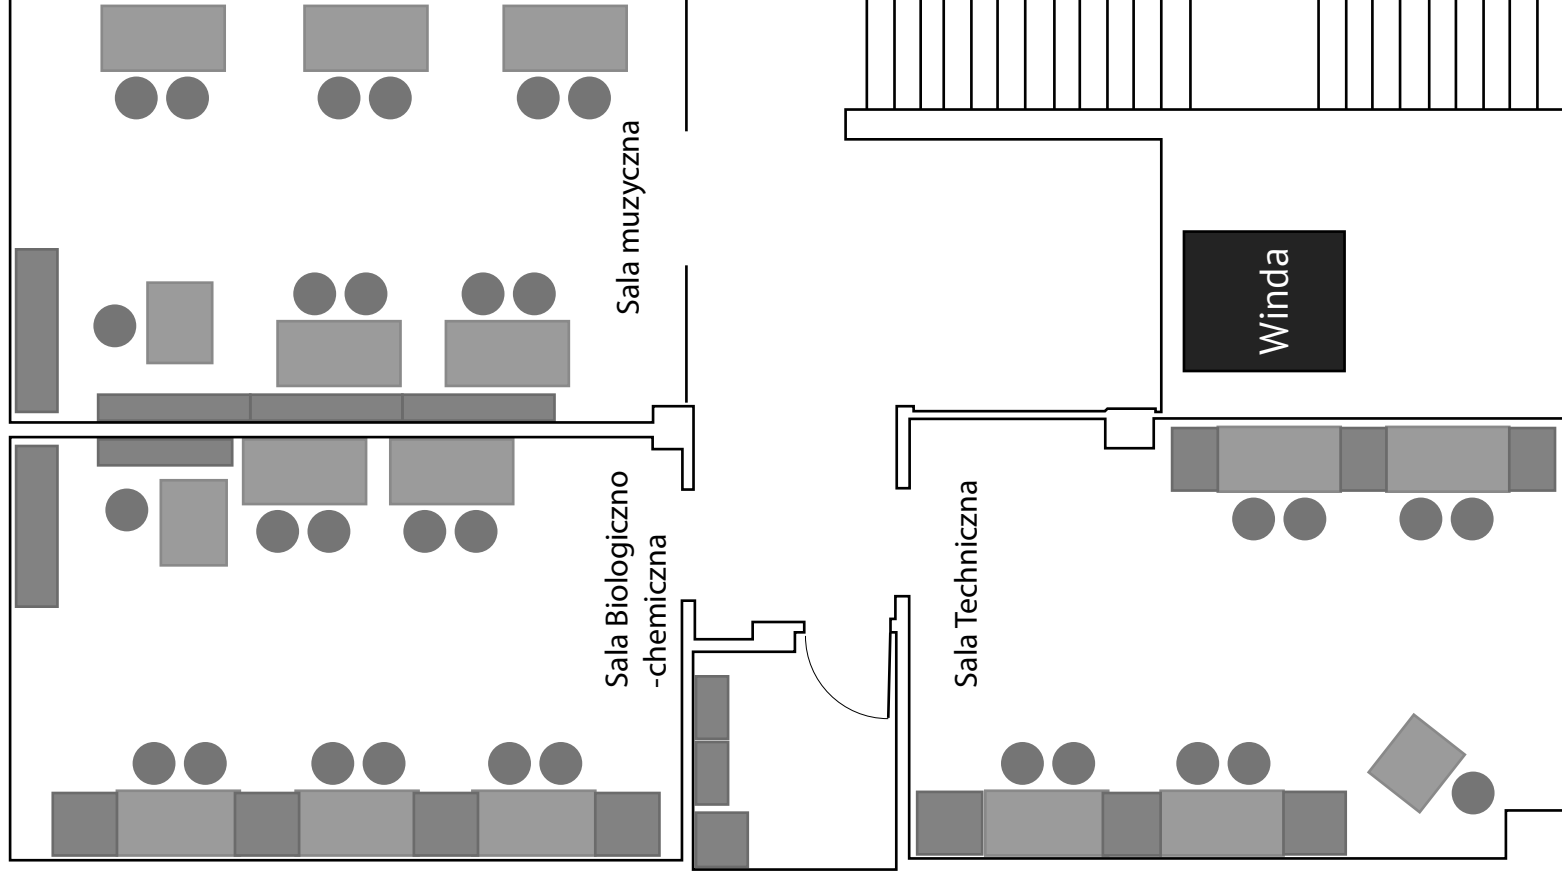 Sala muzyczna
Winda
Sala Biologiczno
-chemiczna
Sala Techniczna